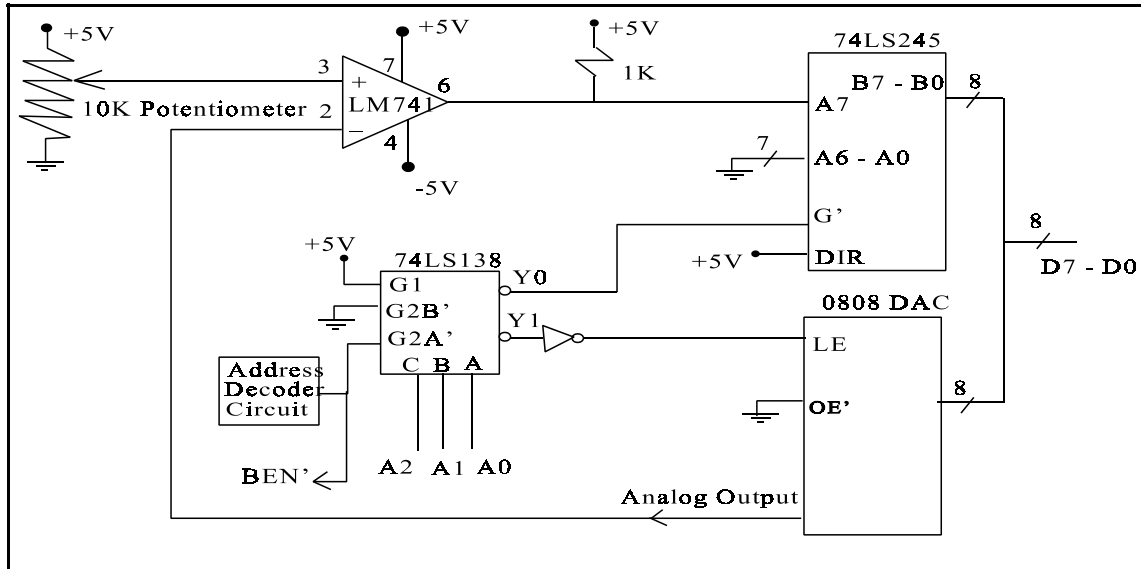 +5V
+5V
+5V
74LS245
3
7
6
1K
B7 - B0
8
+
LM741
A7
10K Potentiometer
2
−
4
7
A6 - A0
-5V
G'
8
+5V
74LS138
Y0
+5V
DIR
D7 - D0
G1
G2B'
Y1
0808 DAC
G2A'
LE
Address
Decoder
Circuit
C B A
8
OE'
A2 A1 A0
BEN'
Analog Output